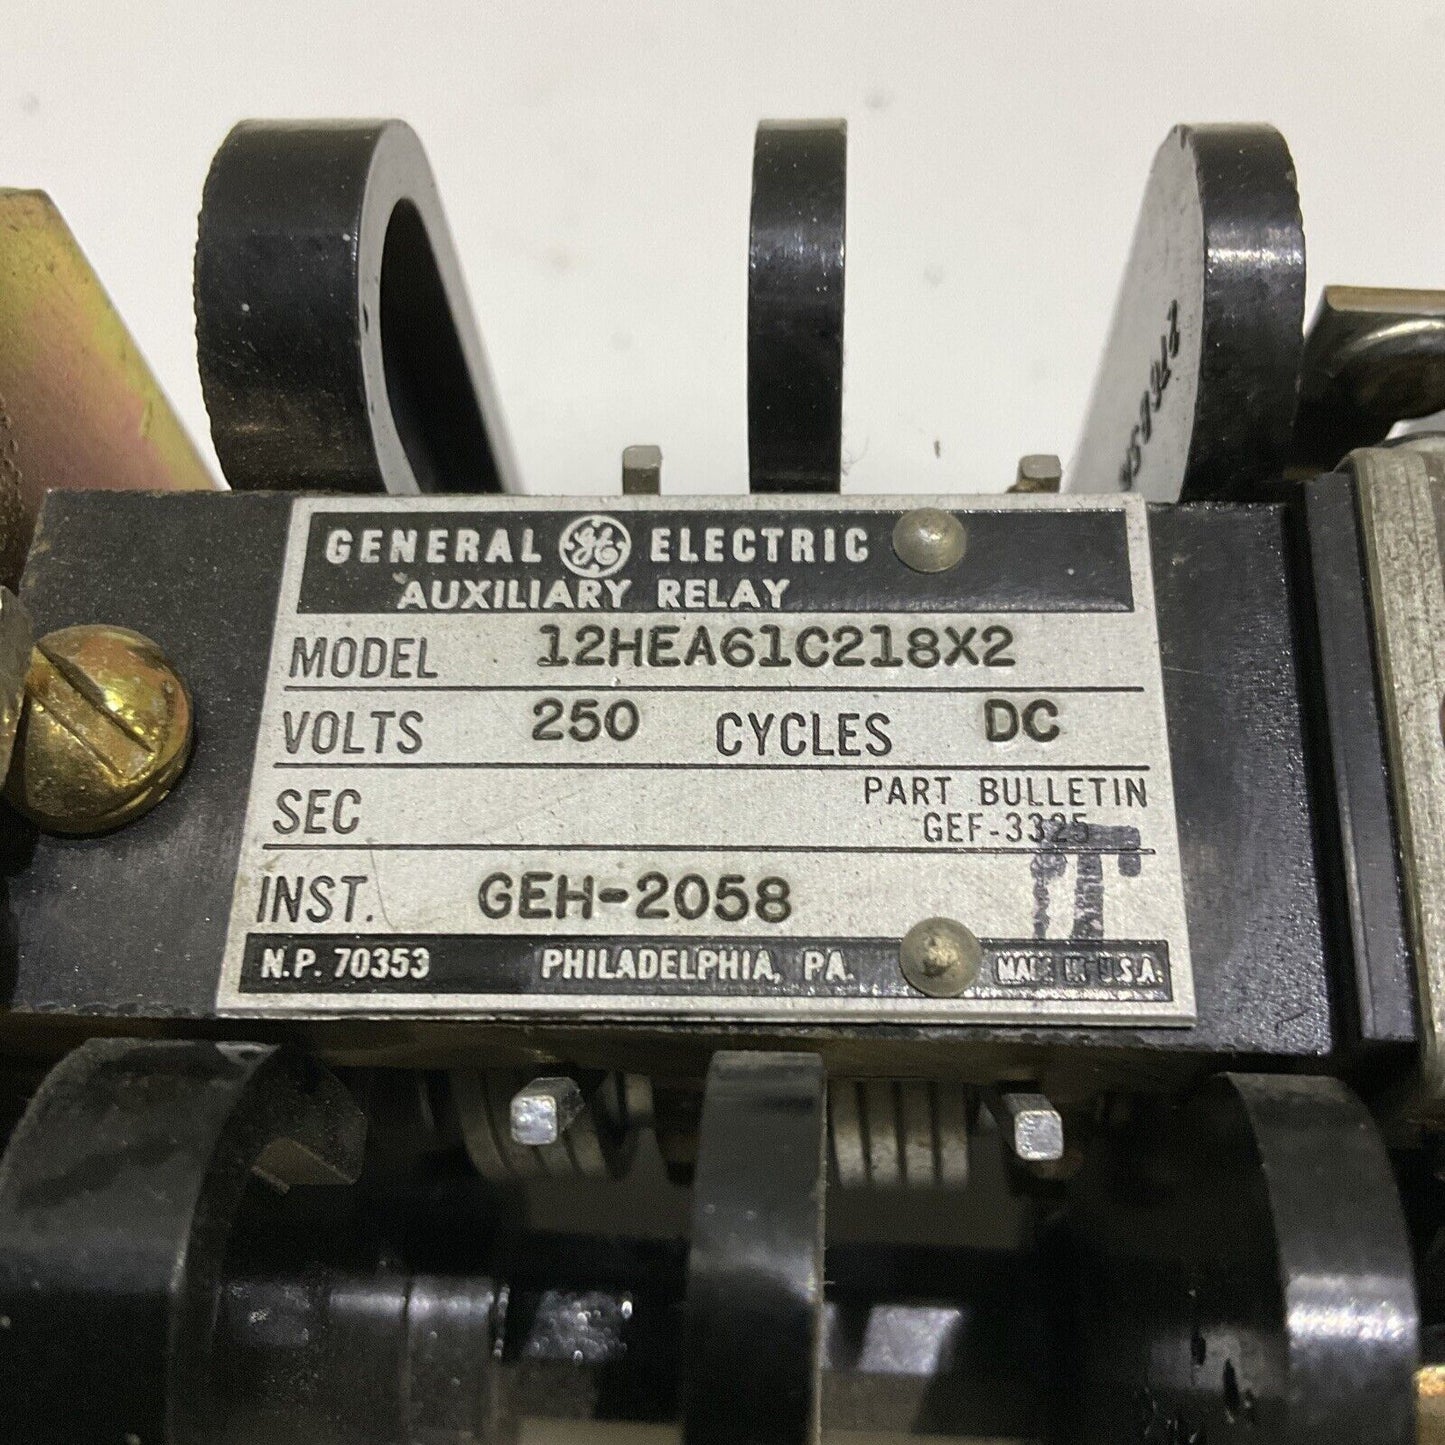 GENERAL GE ELECTRIC
AUXILIARY RELAY
MODEL 12HEA61C218X2
VOLTS 250 CYCLES DC
SEC PART BULLETIN
GEF-3325
INST. GEH-2058
N.P. 70353 PHILADELPHIA, PA. MADE IN U.S.A.